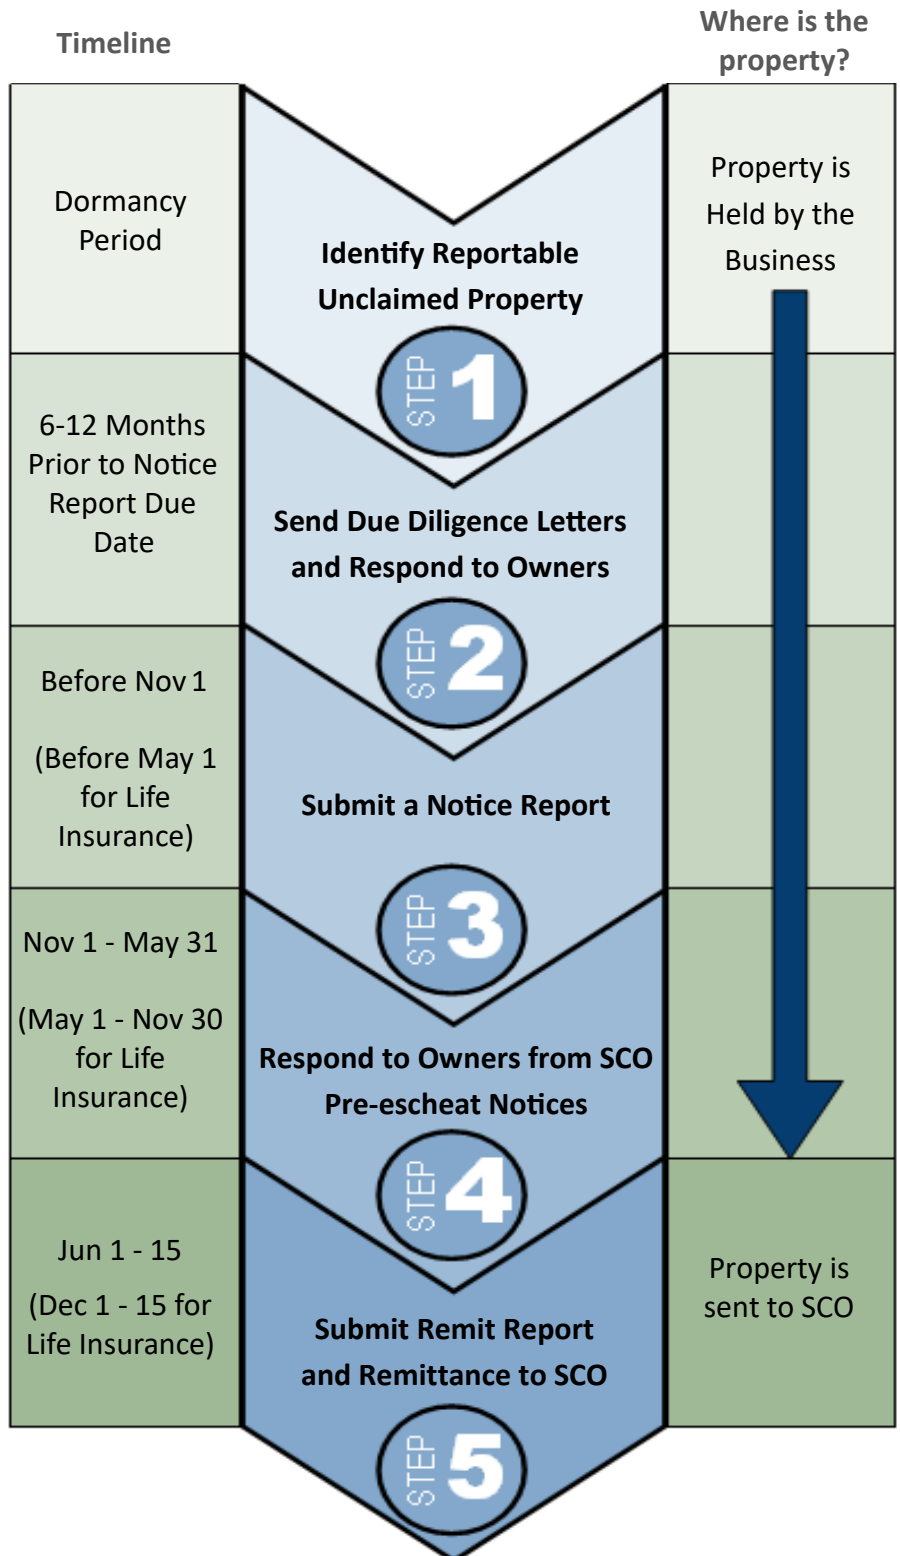 Timeline
Where is the
property?
Dormancy
Period
Identify Reportable
Unclaimed Property
STEP 1
Property is
Held by the
Business
6-12 Months
Prior to Notice
Report Due
Date
Send Due Diligence Letters
and Respond to Owners
STEP 2
Before Nov 1
(Before May 1
for Life
Insurance)
Submit a Notice Report
STEP 3
Nov 1 - May 31
(May 1 - Nov 30
for Life
Insurance)
Respond to Owners from SCO
Pre-escheat Notices
STEP 4
Jun 1 - 15
(Dec 1 - 15 for
Life Insurance)
Submit Remit Report
and Remittance to SCO
STEP 5
Property is
sent to SCO